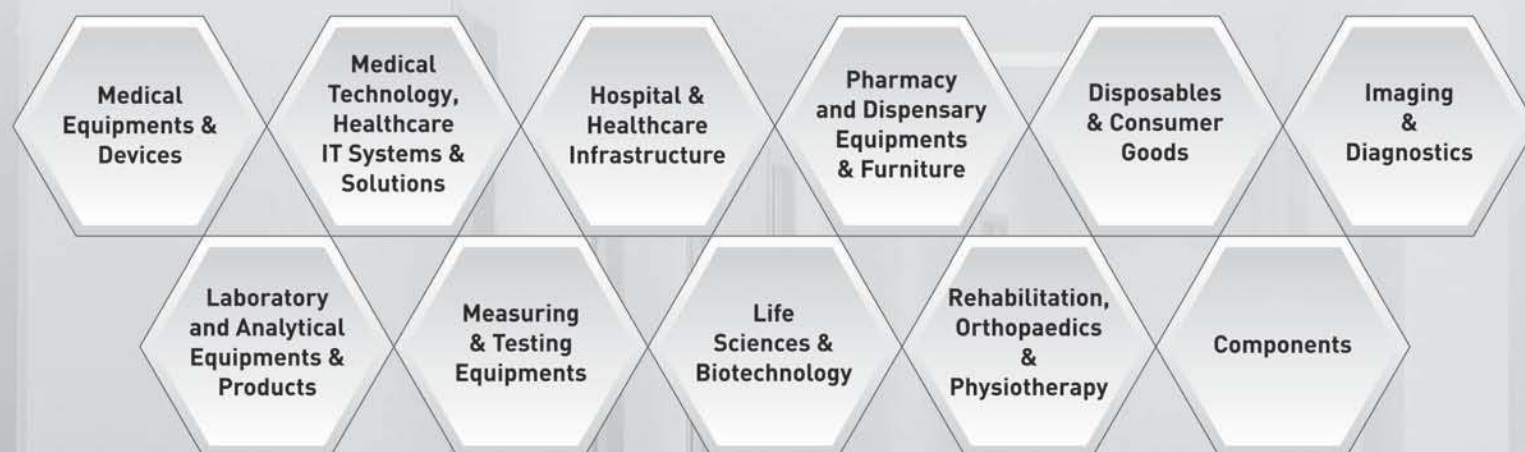 Medical
Equipments &
Devices
Medical
Technology,
Healthcare
IT Systems &
Solutions
Hospital &
Healthcare
Infrastructure
Pharmacy
and Dispensary
Equipments
& Furniture
Disposables
& Consumer
Goods
Imaging
&
Diagnostics
Laboratory
and Analytical
Equipments &
Products
Measuring
& Testing
Equipments
Life
Sciences &
Biotechnology
Rehabilitation,
Orthopaedics
&
Physiotherapy
Components